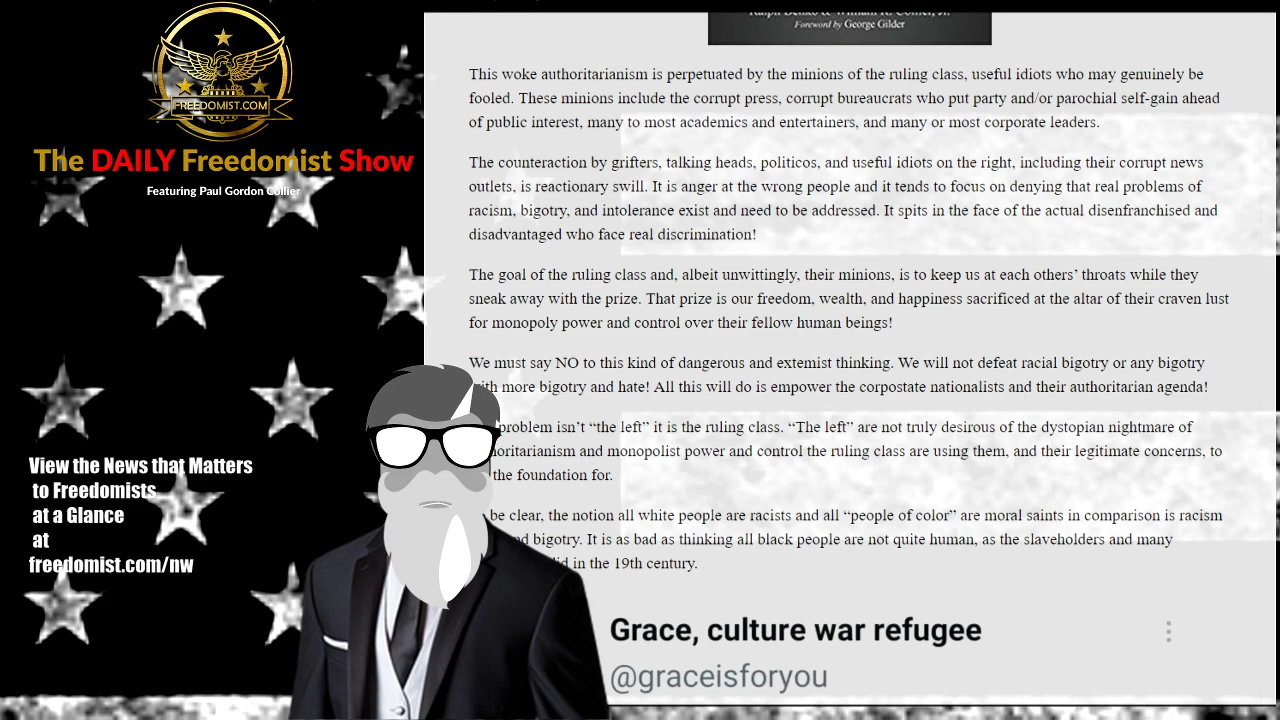 FREEDOMIST.COM
The DAILY Freedomist Show
Featuring Paul Gordon Collier
View the News that Matters
to Freedomists
at a Glance
at
freedomist.com/nw
Ralph Benko & William R. Collier, Jr.
Foreword by George Gilder
This woke authoritarianism is perpetuated by the minions of the ruling class, useful idiots who may genuinely be
fooled. These minions include the corrupt press, corrupt bureaucrats who put party and/or parochial self-gain ahead
of public interest, many to most academics and entertainers, and many or most corporate leaders.
The counteraction by grifters, talking heads, politicos, and useful idiots on the right, including their corrupt news
outlets, is reactionary swill. It is anger at the wrong people and it tends to focus on denying that real problems of
racism, bigotry, and intolerance exist and need to be addressed. It spits in the face of the actual disenfranchised and
disadvantaged who face real discrimination!
The goal of the ruling class and, albeit unwittingly, their minions, is to keep us at each others’ throats while they
sneak away with the prize. That prize is our freedom, wealth, and happiness sacrificed at the altar of their craven lust
for monopoly power and control over their fellow human beings!
We must say NO to this kind of dangerous and extemist thinking. We will not defeat racial bigotry or any bigotry
with more bigotry and hate! All this will do is empower the corpostate nationalists and their authoritarian agenda!
problem isn’t “the left” it is the ruling class. “The left” are not truly desirous of the dystopian nightmare of
horitarianism and monopolist power and control the ruling class are using them, and their legitimate concerns, to
the foundation for.
be clear, the notion all white people are racists and all “people of color” are moral saints in comparison is racism
nd bigotry. It is as bad as thinking all black people are not quite human, as the slaveholders and many
in the 19th century.
Grace, culture war refugee
@graceisforyou